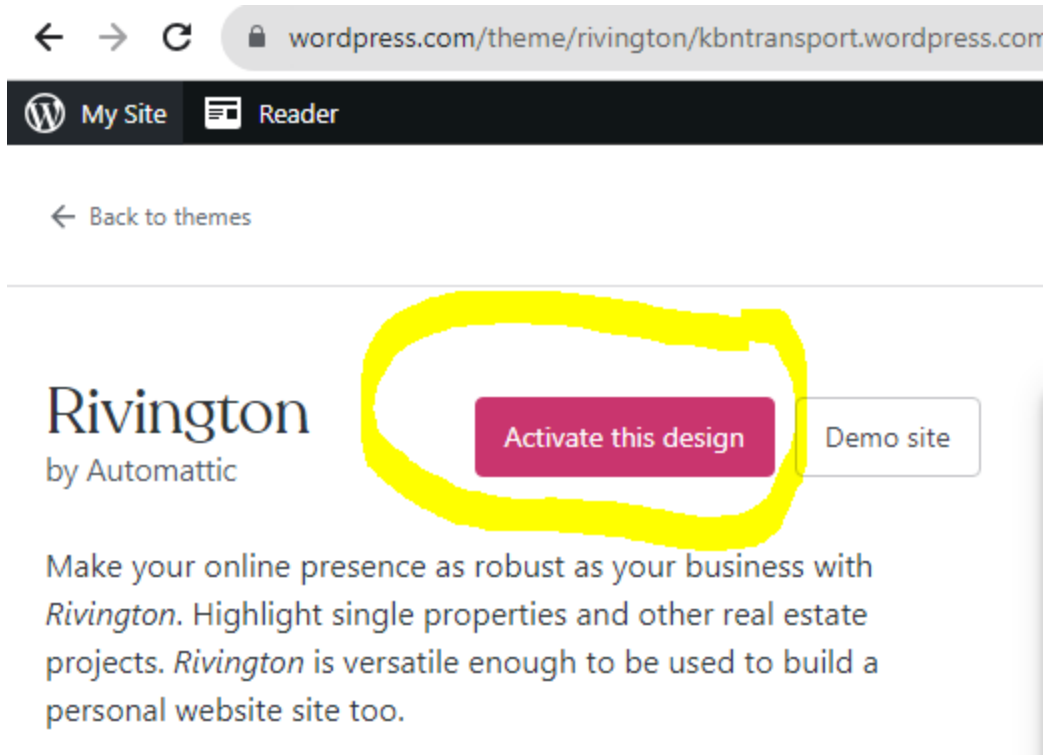 wordpress.com/theme/rivington/kbntransport.wordpress.com
My Site Reader
Back to themes
Rivington
by Automattic
Activate this design
Demo site
Make your online presence as robust as your business with
Rivington. Highlight single properties and other real estate
projects. Rivington is versatile enough to be used to build a
personal website site too.